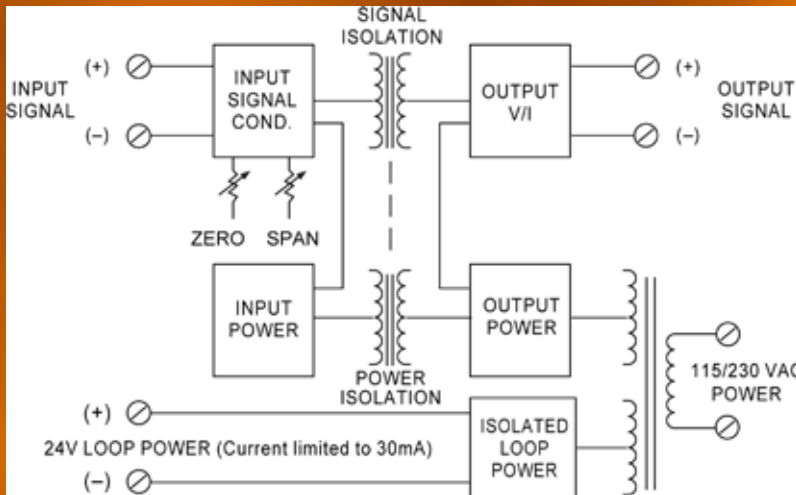 SIGNAL
ISOLATION
INPUT
SIGNAL
(+)
(−)
INPUT
SIGNAL
COND.
OUTPUT
V/I
(+)
(−)
OUTPUT
SIGNAL
ZERO
SPAN
INPUT
POWER
OUTPUT
POWER
POWER
ISOLATION
115/230 VAC
POWER
(+)
24V LOOP POWER (Current limited to 30mA)
(−)
ISOLATED
LOOP
POWER